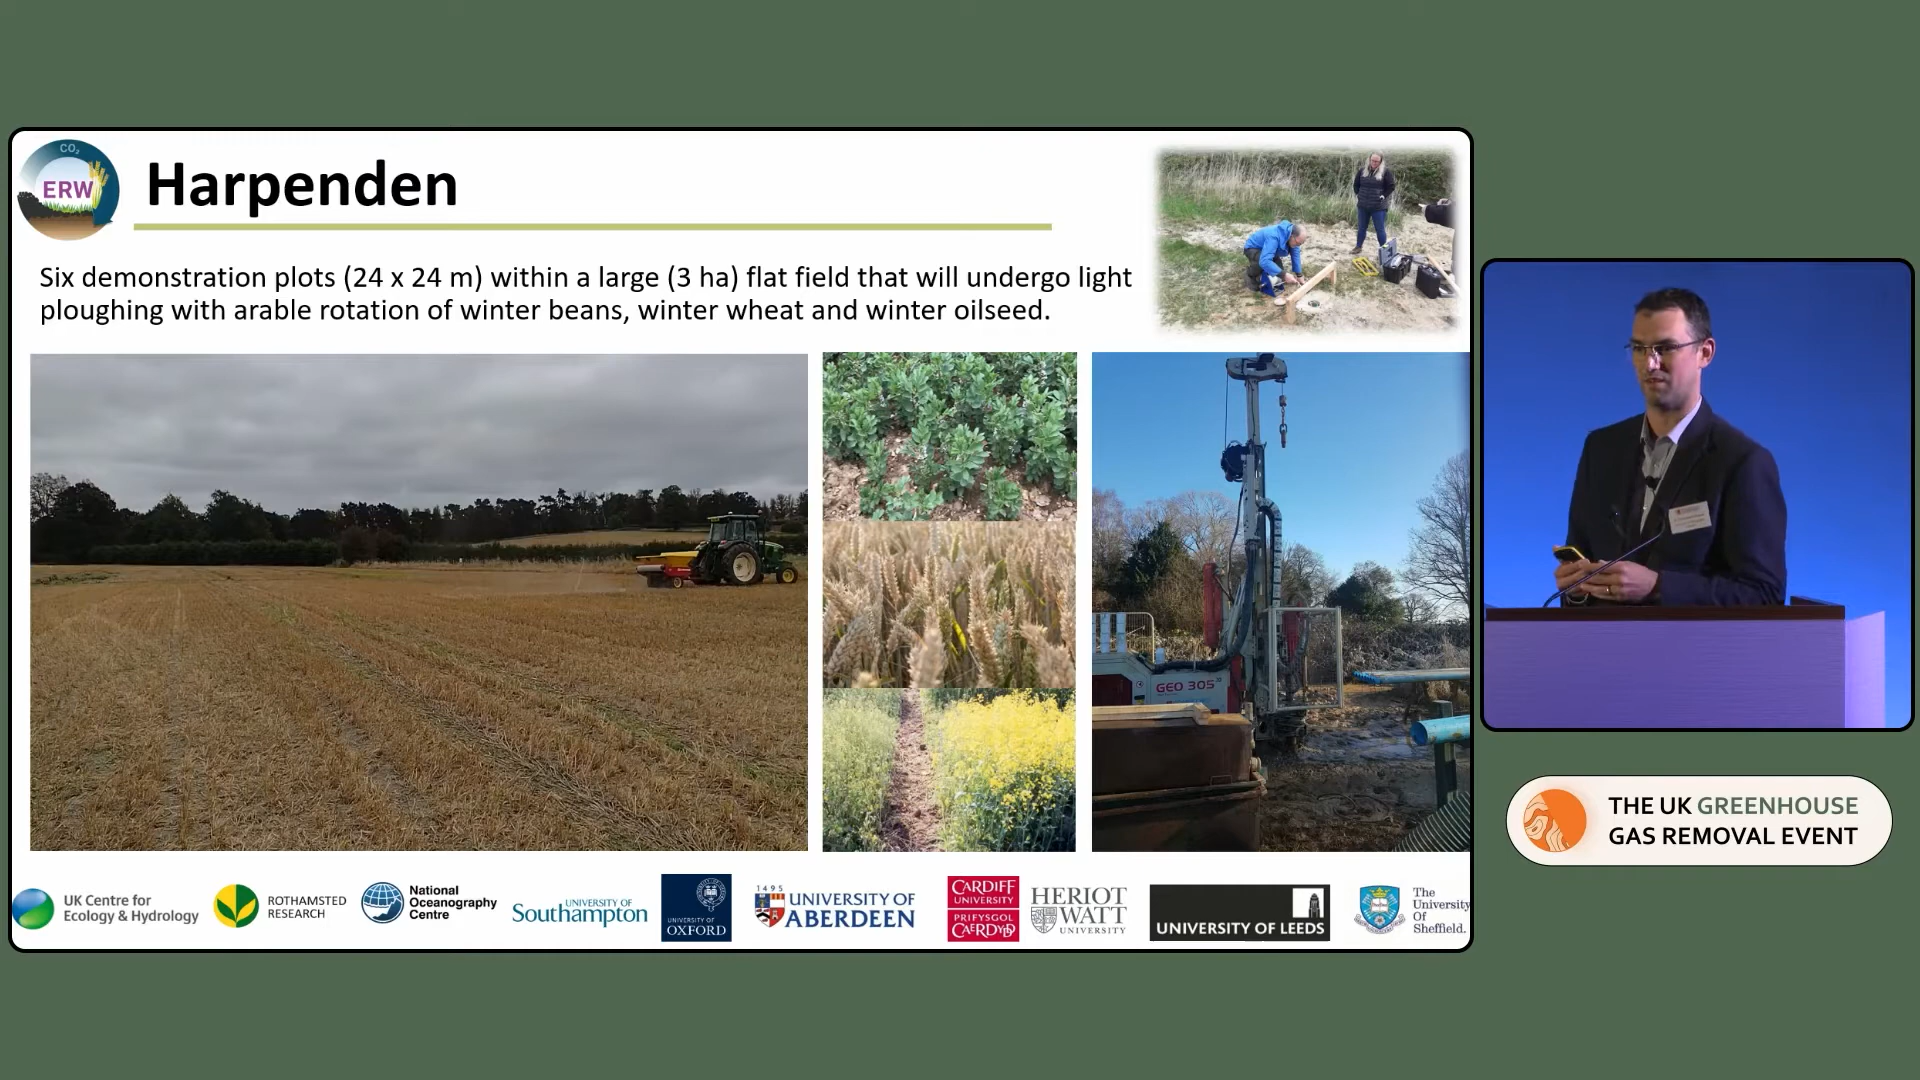 CO₂
ERW
Harpenden
Six demonstration plots (24 x 24 m) within a large (3 ha) flat field that will undergo light
ploughing with arable rotation of winter beans, winter wheat and winter oilseed.
GEO 305
UK Centre for
Ecology & Hydrology
ROTHAMSTED
RESEARCH
National
Oceanography
Centre
UNIVERSITY OF
Southampton
UNIVERSITY OF
OXFORD
1495
UNIVERSITY OF
ABERDEEN
CARDIFF
UNIVERSITY
PRIFYSGOL
CAERDYDD
HERIOT
WATT
UNIVERSITY
UNIVERSITY OF LEEDS
The
University
Of
Sheffield.
THE UK GREENHOUSE
GAS REMOVAL EVENT